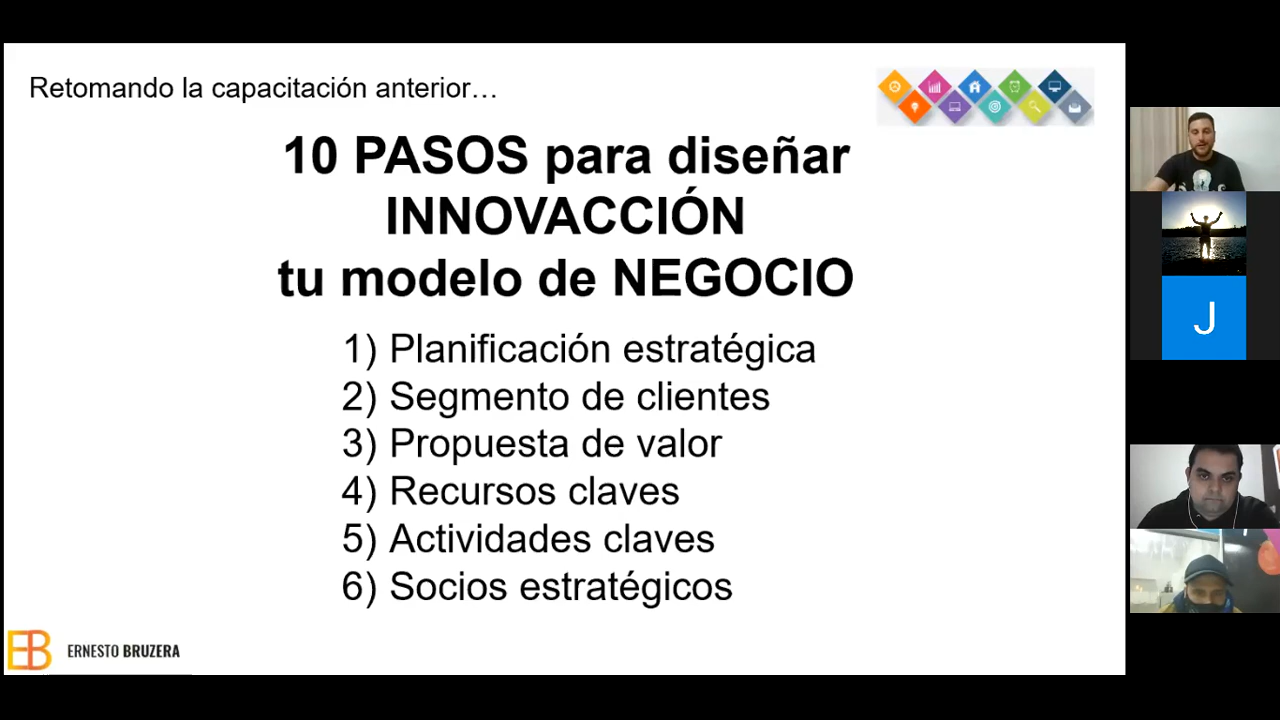 Retomando la capacitación anterior…
10 PASOS para diseñar
INNOVACCIÓN
tu modelo de NEGOCIO
1) Planificación estratégica
2) Segmento de clientes
3) Propuesta de valor
4) Recursos claves
5) Actividades claves
6) Socios estratégicos
EB ERNESTO BRUZERA
J